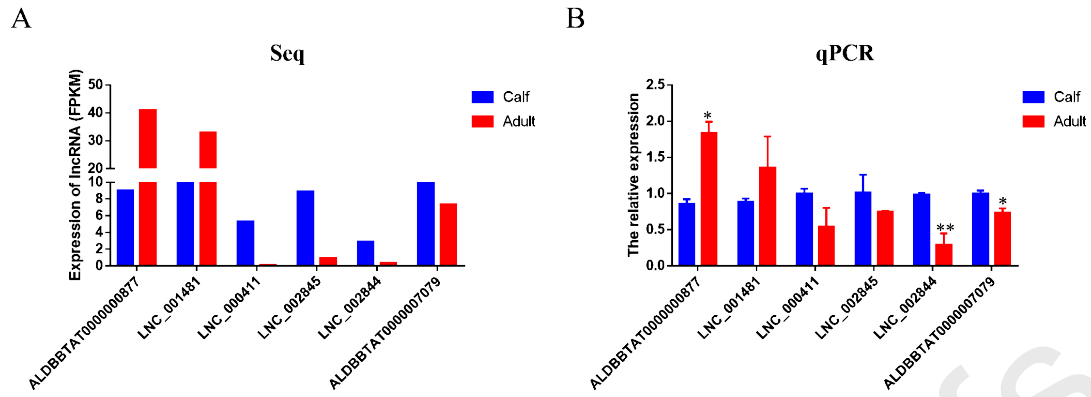 A
Seq
Expression of lncRNA (FPKM)
50
40
30
20
10
8
6
4
2
0
Calf
Adult
ALDBBTAT0000000877
LNC_001481
LNC_000411
LNC_002845
LNC_002844
ALDBBTAT0000007079
B
qPCR
The relative expression
2.5
2.0
1.5
1.0
0.5
0.0
*
**
*
Calf
Adult
ALDBBTAT0000000877
LNC_001481
LNC_000411
LNC_002845
LNC_002844
ALDBBTAT0000007079